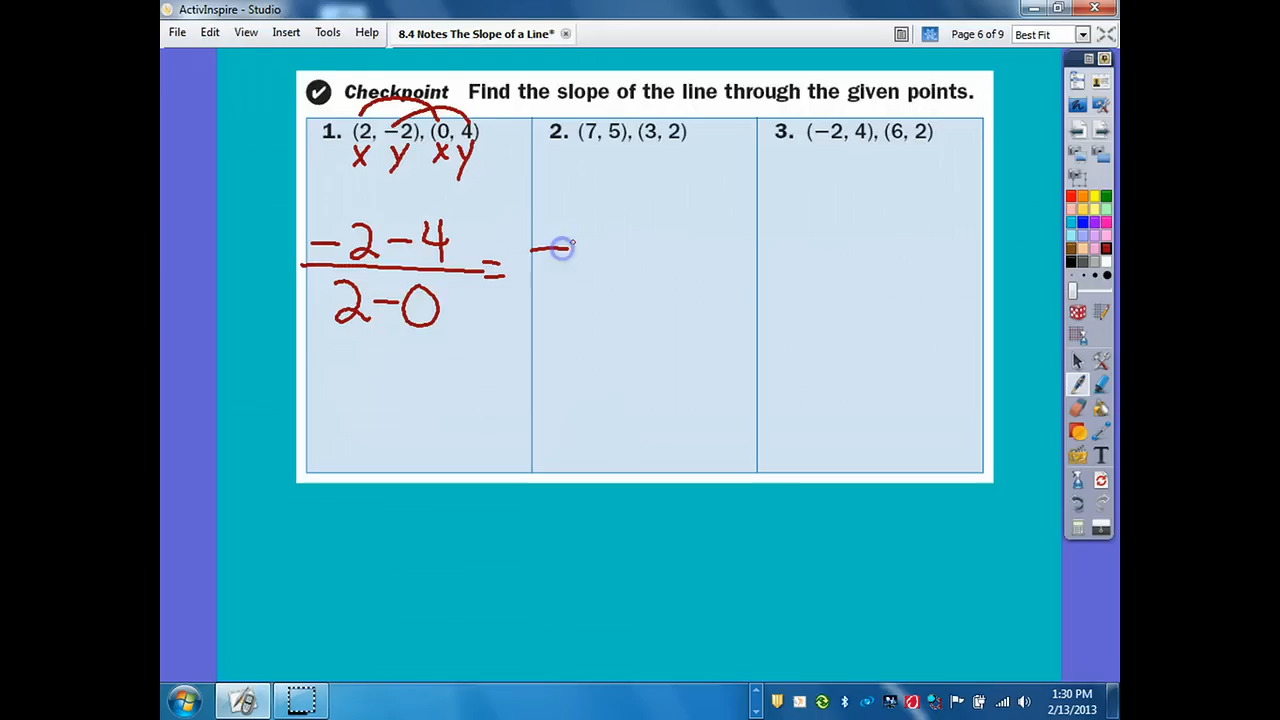 ActivInspire - Studio
File Edit View Insert Tools Help 8.4 Notes The Slope of a Line* Page 6 of 9 Best Fit
Checkpoint Find the slope of the line through the given points.
1. (2, −2), (0, 4) 2. (7, 5), (3, 2) 3. (−2, 4), (6, 2)
x y x y
−2−4
2−0
= −
T
1:30 PM
2/13/2013